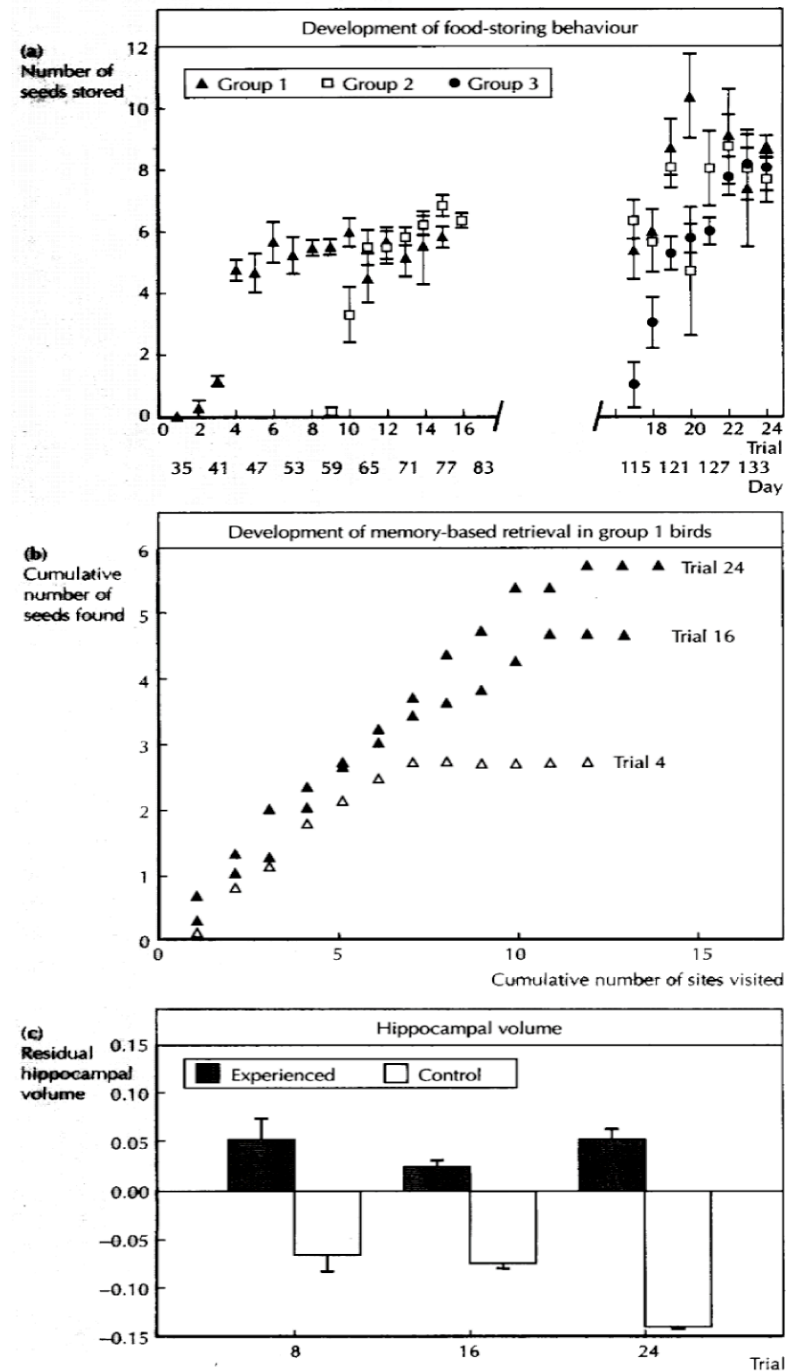 Development of food-storing behaviour
(a)
Number of
seeds stored
▲ Group 1 □ Group 2 ● Group 3
12
10
8
6
4
2
0
0 2 4 6 8 10 12 14 16 18 20 22 24
Trial
35 41 47 53 59 65 71 77 83 115 121 127 133
Day
Development of memory-based retrieval in group 1 birds
(b)
Cumulative
number of
seeds found
6
5
4
3
2
1
0
Trial 24
Trial 16
Trial 4
0 5 10 15
Cumulative number of sites visited
Hippocampal volume
(c)
Residual
hippocampal
volume
Experienced Control
0.15
0.10
0.05
0.00
−0.05
−0.10
−0.15
8 16 24
Trial